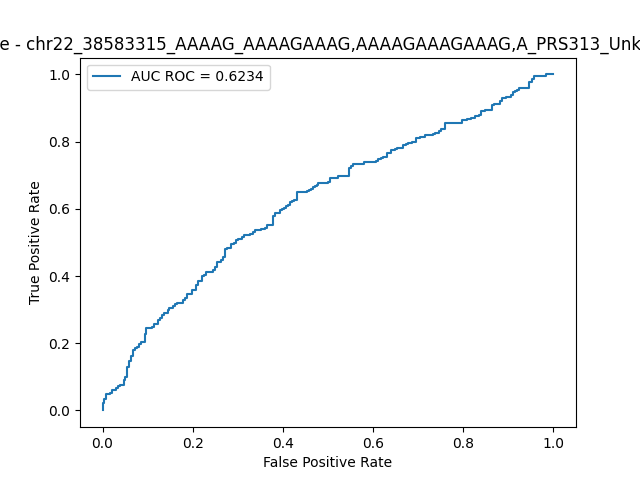 e - chr22_38583315_AAAAG_AAAAGAAAG,AAAAGAAAGAAAG,A_PRS313_Unk
AUC ROC = 0.6234
1.0
0.8
0.6
0.4
0.2
0.0
True Positive Rate
0.0 0.2 0.4 0.6 0.8 1.0
False Positive Rate